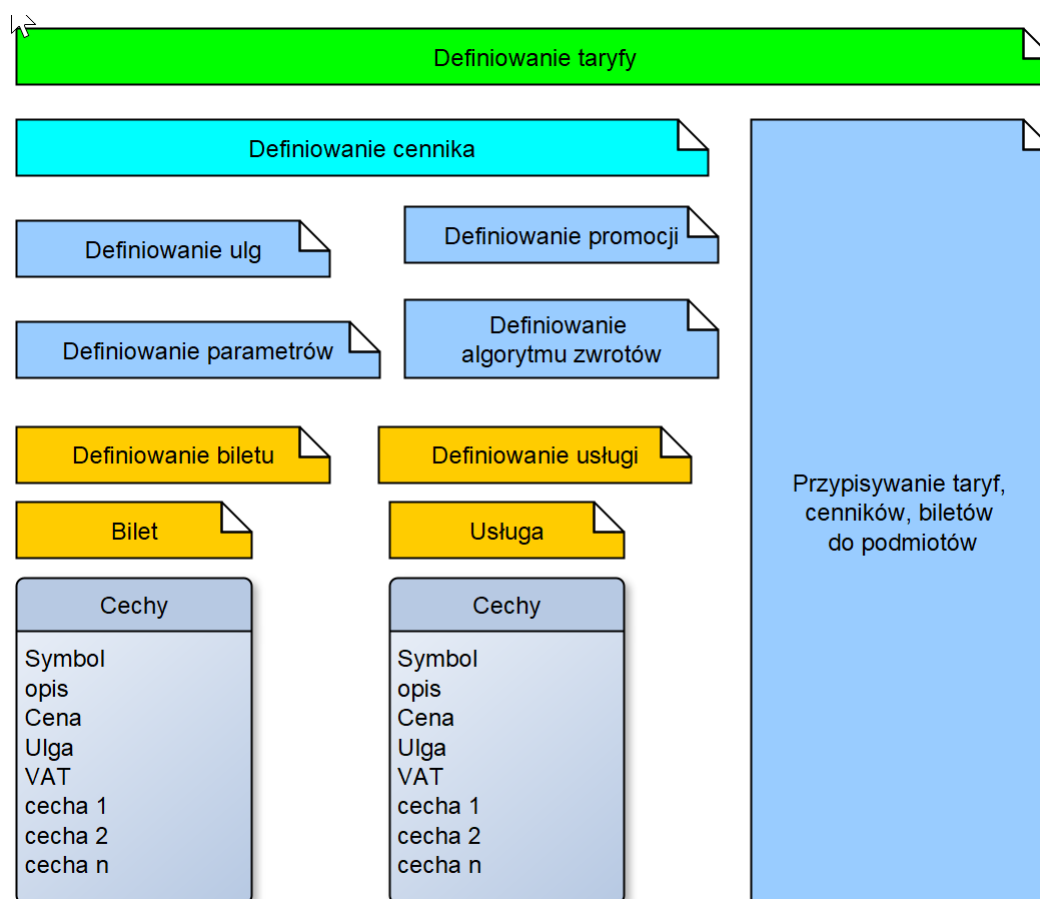 Definiowanie taryfy
Definiowanie cennika
Definiowanie ulg
Definiowanie promocji
Definiowanie parametrów
Definiowanie
algorytmu zwrotów
Definiowanie biletu
Definiowanie usługi
Bilet
Usługa
Cechy
Symbol
opis
Cena
Ulga
VAT
cecha 1
cecha 2
cecha n
Cechy
Symbol
opis
Cena
Ulga
VAT
cecha 1
cecha 2
cecha n
Przypisywanie taryf,
cenników, biletów
do podmiotów